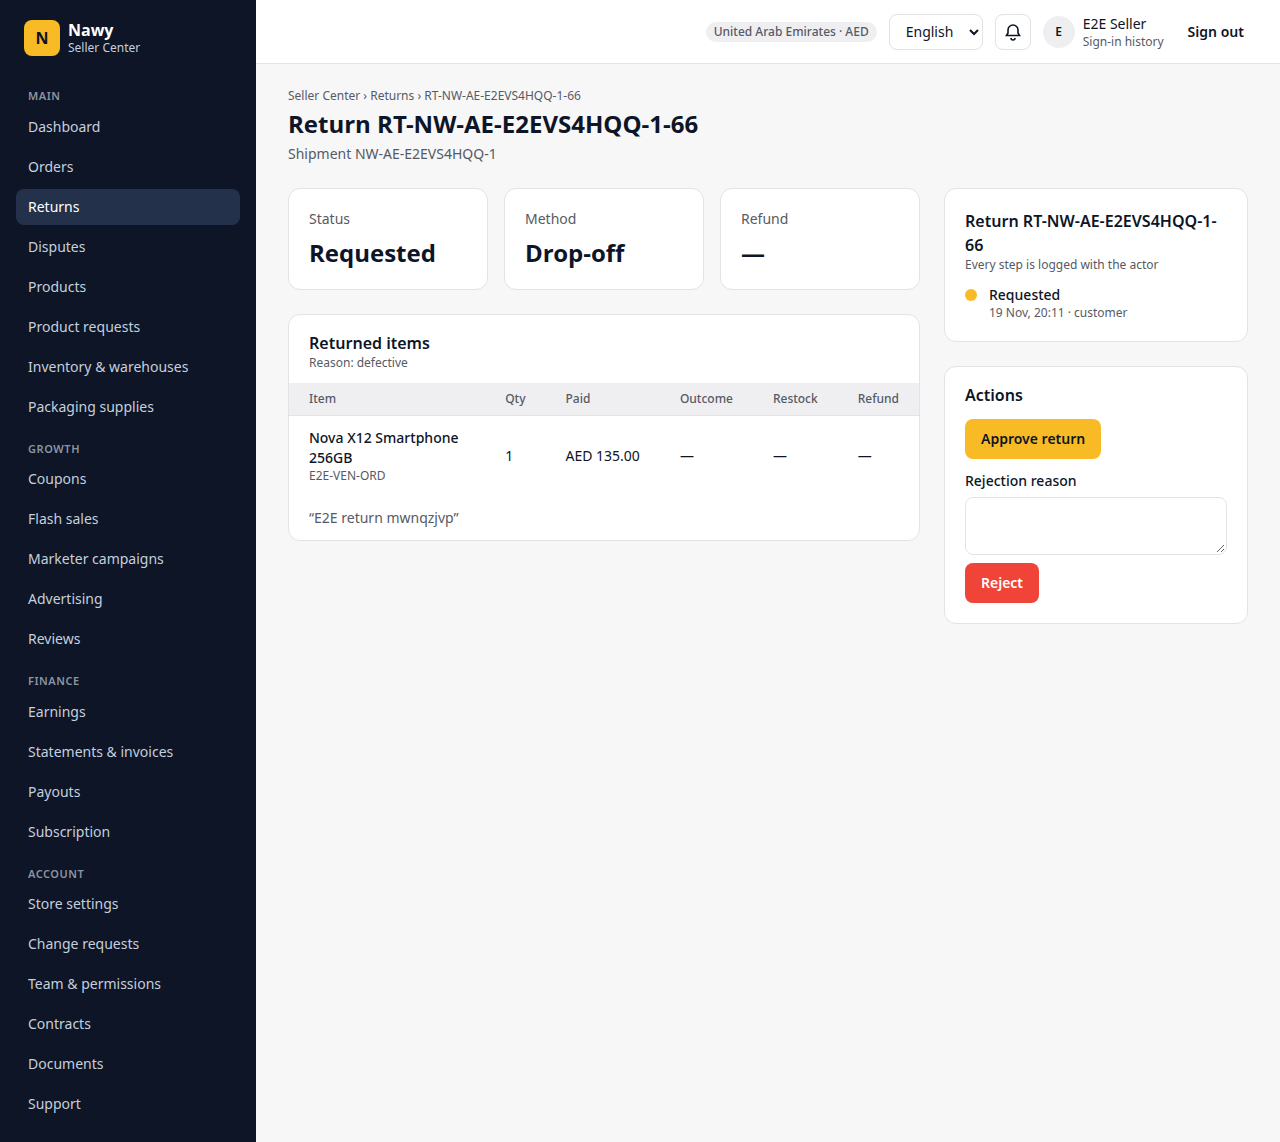 N
Nawy
Seller Center
MAIN
Dashboard
Orders
Returns
Disputes
Products
Product requests
Inventory & warehouses
Packaging supplies
GROWTH
Coupons
Flash sales
Marketer campaigns
Advertising
Reviews
FINANCE
Earnings
Statements & invoices
Payouts
Subscription
ACCOUNT
Store settings
Change requests
Team & permissions
Contracts
Documents
Support
United Arab Emirates · AED
English
E
E2E Seller
Sign-in history
Sign out
Seller Center › Returns › RT-NW-AE-E2EVS4HQQ-1-66
Return RT-NW-AE-E2EVS4HQQ-1-66
Shipment NW-AE-E2EVS4HQQ-1
Status
Requested
Method
Drop-off
Refund
—
Returned items
Reason: defective
Item Qty Paid Outcome Restock Refund
Nova X12 Smartphone
256GB
E2E-VEN-ORD
1 AED 135.00 — — —
“E2E return mwnqzjvp”
Return RT-NW-AE-E2EVS4HQQ-1-
66
Every step is logged with the actor
Requested
19 Nov, 20:11 · customer
Actions
Approve return
Rejection reason
Reject